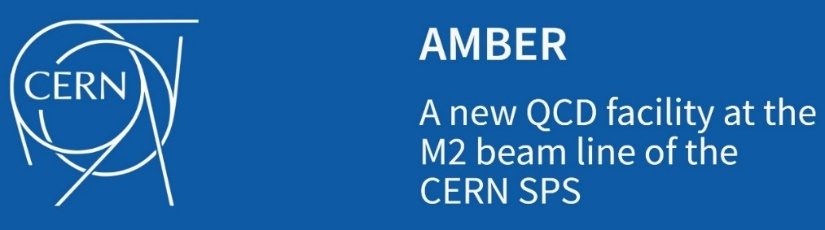 CERN
AMBER
A new QCD facility at the
M2 beam line of the
CERN SPS